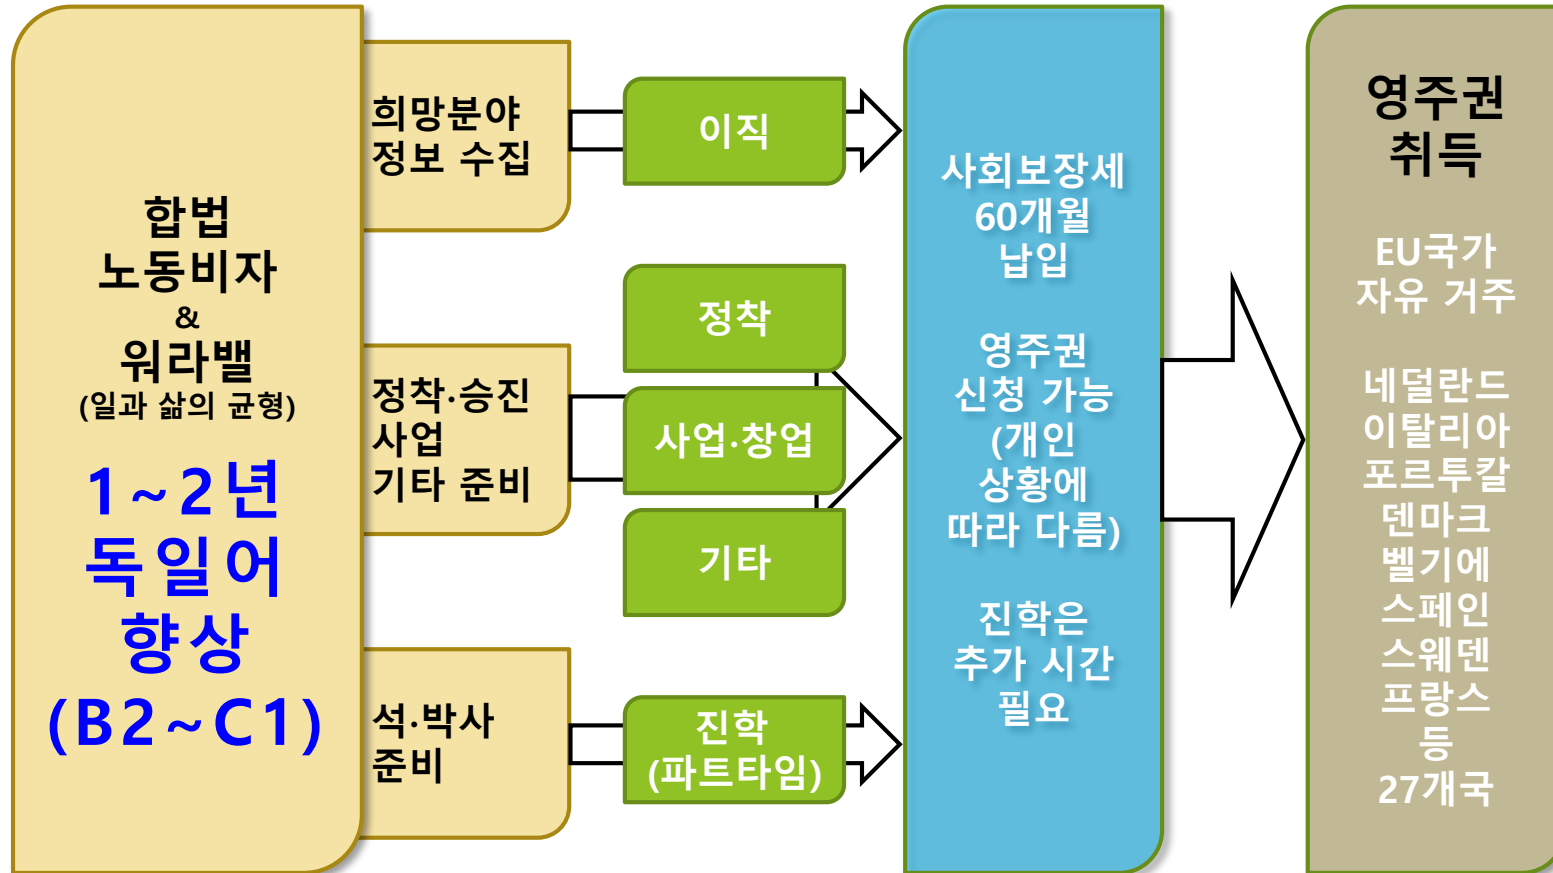 합법
노동비자
&
워라밸
(일과 삶의 균형)
1~2년
독일어
향상
(B2~C1)
희망분야
정보 수집
정착·승진
사업
기타 준비
석·박사
준비
이직
정착
사업·창업
기타
진학
(파트타임)
사회보장세
60개월
납입
영주권
신청 가능
(개인
상황에
따라 다름)
진학은
추가 시간
필요
영주권
취득
EU국가
자유 거주
네덜란드
이탈리아
포르투칼
덴마크
벨기에
스페인
스웨덴
프랑스
등
27개국